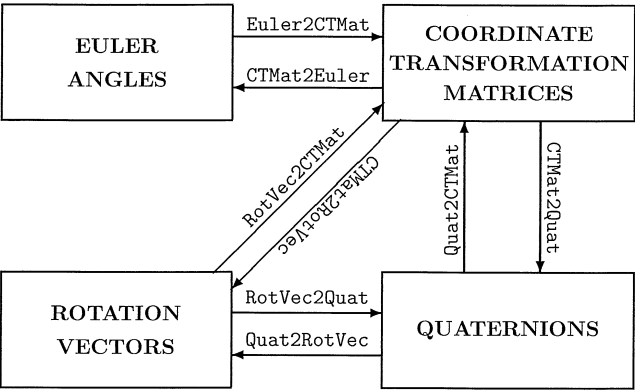 EULER
ANGLES
Euler2CTMat
CTMat2Euler
COORDINATE
TRANSFORMATION
MATRICES
RotVec2CTMat
CTMat2RotVec
Quat2CTMat
CTMat2Quat
ROTATION
VECTORS
RotVec2Quat
Quat2RotVec
QUATERNIONS